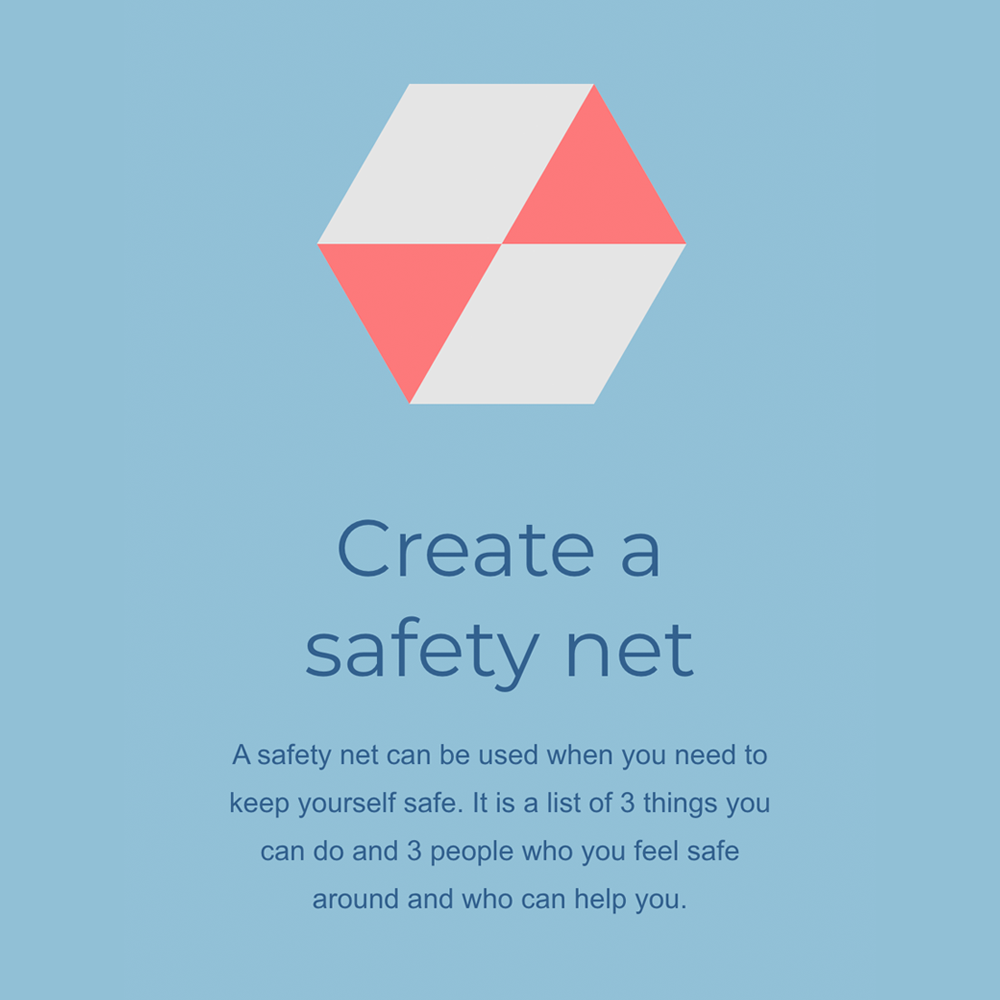 Create a
safety net
A safety net can be used when you need to
keep yourself safe. It is a list of 3 things you
can do and 3 people who you feel safe
around and who can help you.